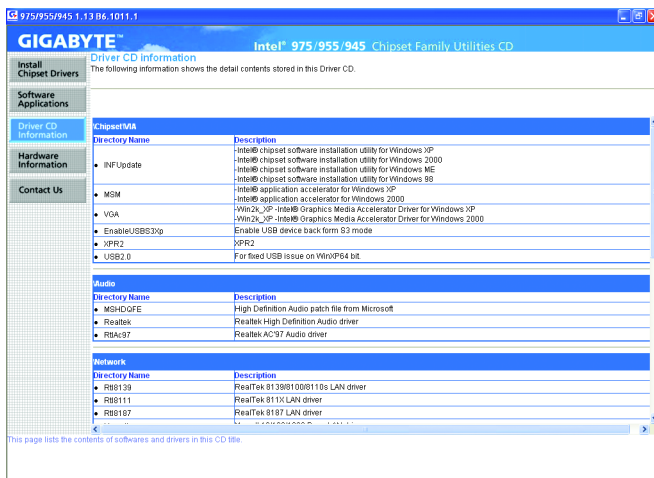 975/955/945 1.13 B6.1011.1
GIGABYTE™
Intel® 975/955/945 Chipset Family Utilities CD
Install
Chipset Drivers
Software
Applications
Driver CD
Information
Hardware
Information
Contact Us
Driver CD information
The following information shows the detail contents stored in this Driver CD.
\Chipset\VIA
Directory Name Description
INFUpdate
-Intel® chipset software installation utility for Windows XP
-Intel® chipset software installation utility for Windows 2000
-Intel® chipset software installation utility for Windows ME
-Intel® chipset software installation utility for Windows 98
MSM
-Intel® application accelerator for Windows XP
-Intel® application accelerator for Windows 2000
VGA
-Win2k_XP -Intel® Graphics Media Accelerator Driver for Windows XP
-Win2k_XP -Intel® Graphics Media Accelerator Driver for Windows 2000
EnableUSBS3Xp Enable USB device back form S3 mode
XPR2 XPR2
USB2.0 For fixed USB issue on WinXP64 bit.
\Audio
Directory Name Description
MSHDQFE High Definition Audio patch file from Microsoft
Realtek Realtek High Definition Audio driver
RtlAc97 Realtek AC'97 Audio driver
\Network
Directory Name Description
Rtl8139 RealTek 8139/8100/8110s LAN driver
Rtl8111 RealTek 811X LAN driver
Rtl8187 RealTek 8187 LAN driver
This page lists the contents of softwares and drivers in this CD title.